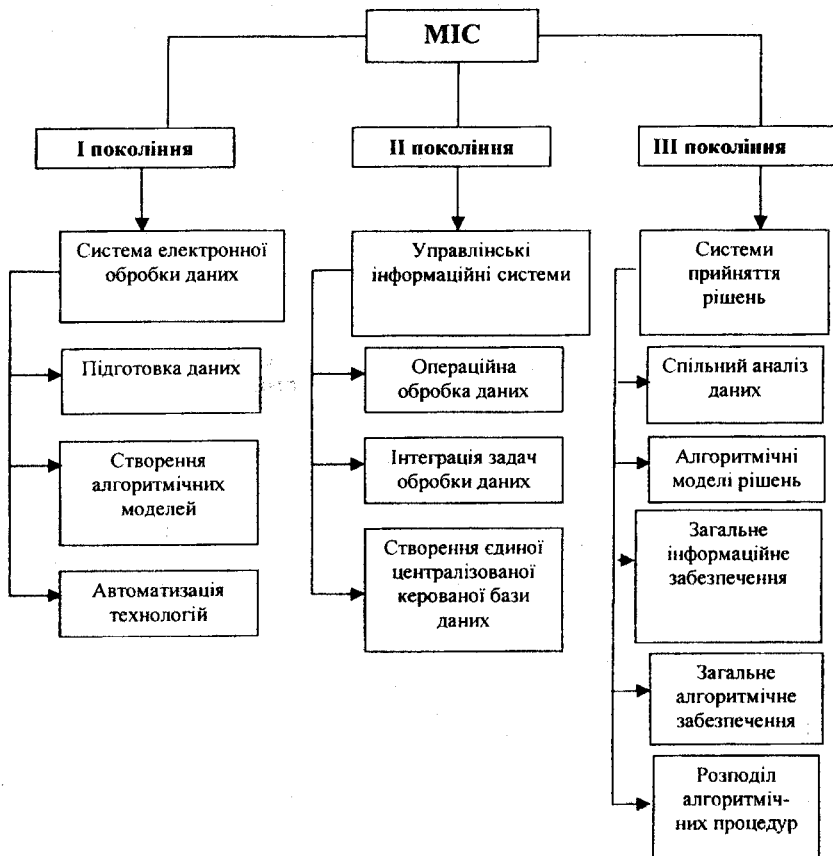 МІС
І покоління
ІІ покоління
ІІІ покоління
Система електронної
обробки даних
Підготовка даних
Створення
алгоритмічних
моделей
Автоматизація
технологій
Управлінські
інформаційні системи
Операційна
обробка даних
Інтеграція задач
обробки даних
Створення єдиної
централізованої
керованої бази
даних
Системи
прийняття
рішень
Спільний аналіз
даних
Алгоритмічні
моделі рішень
Загальне
інформаційне
забезпечення
Загальне
алгоритмічне
забезпечення
Розподіл
алгоритміч-
них процедур